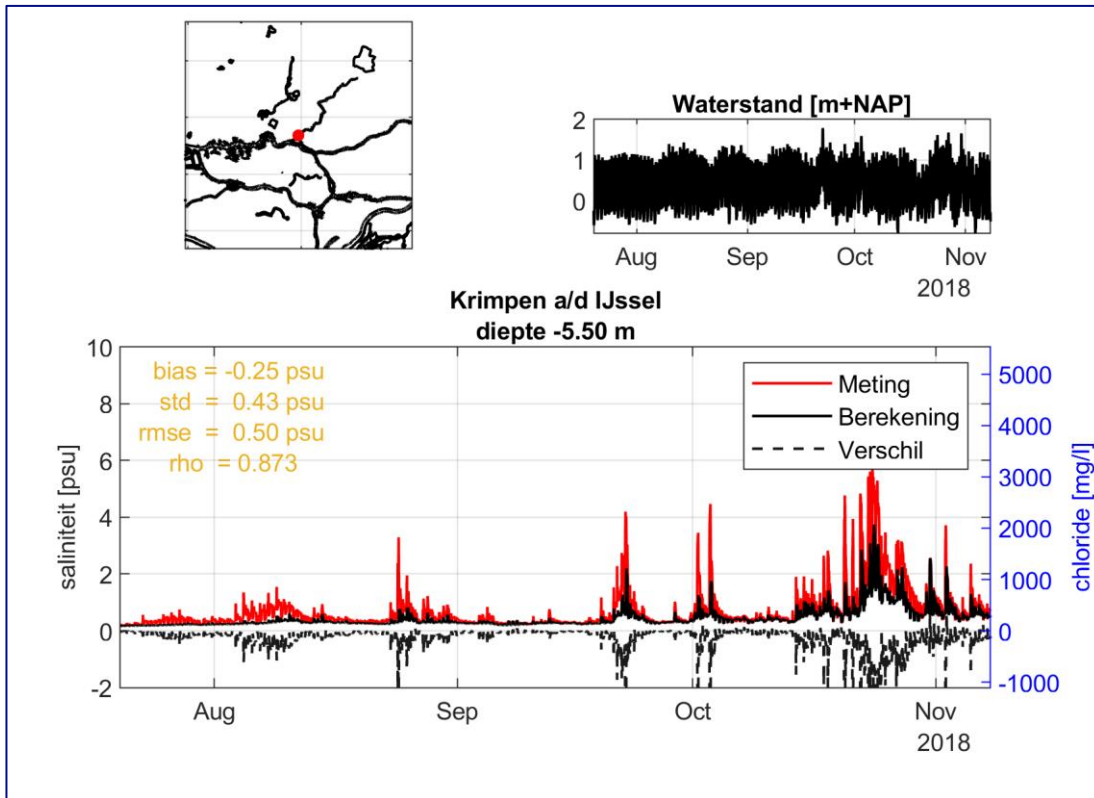 Waterstand [m+NAP]
2
1
0
Aug Sep Oct Nov
2018
Krimpen a/d IJssel
diepte -5.50 m
10
8
6
4
2
0
-2
saliniteit [psu]
bias = -0.25 psu
std = 0.43 psu
rmse = 0.50 psu
rho = 0.873
Meting
Berekening
Verschil
5000
4000
3000
2000
1000
0
-1000
chloride [mg/l]
Aug Sep Oct Nov
2018